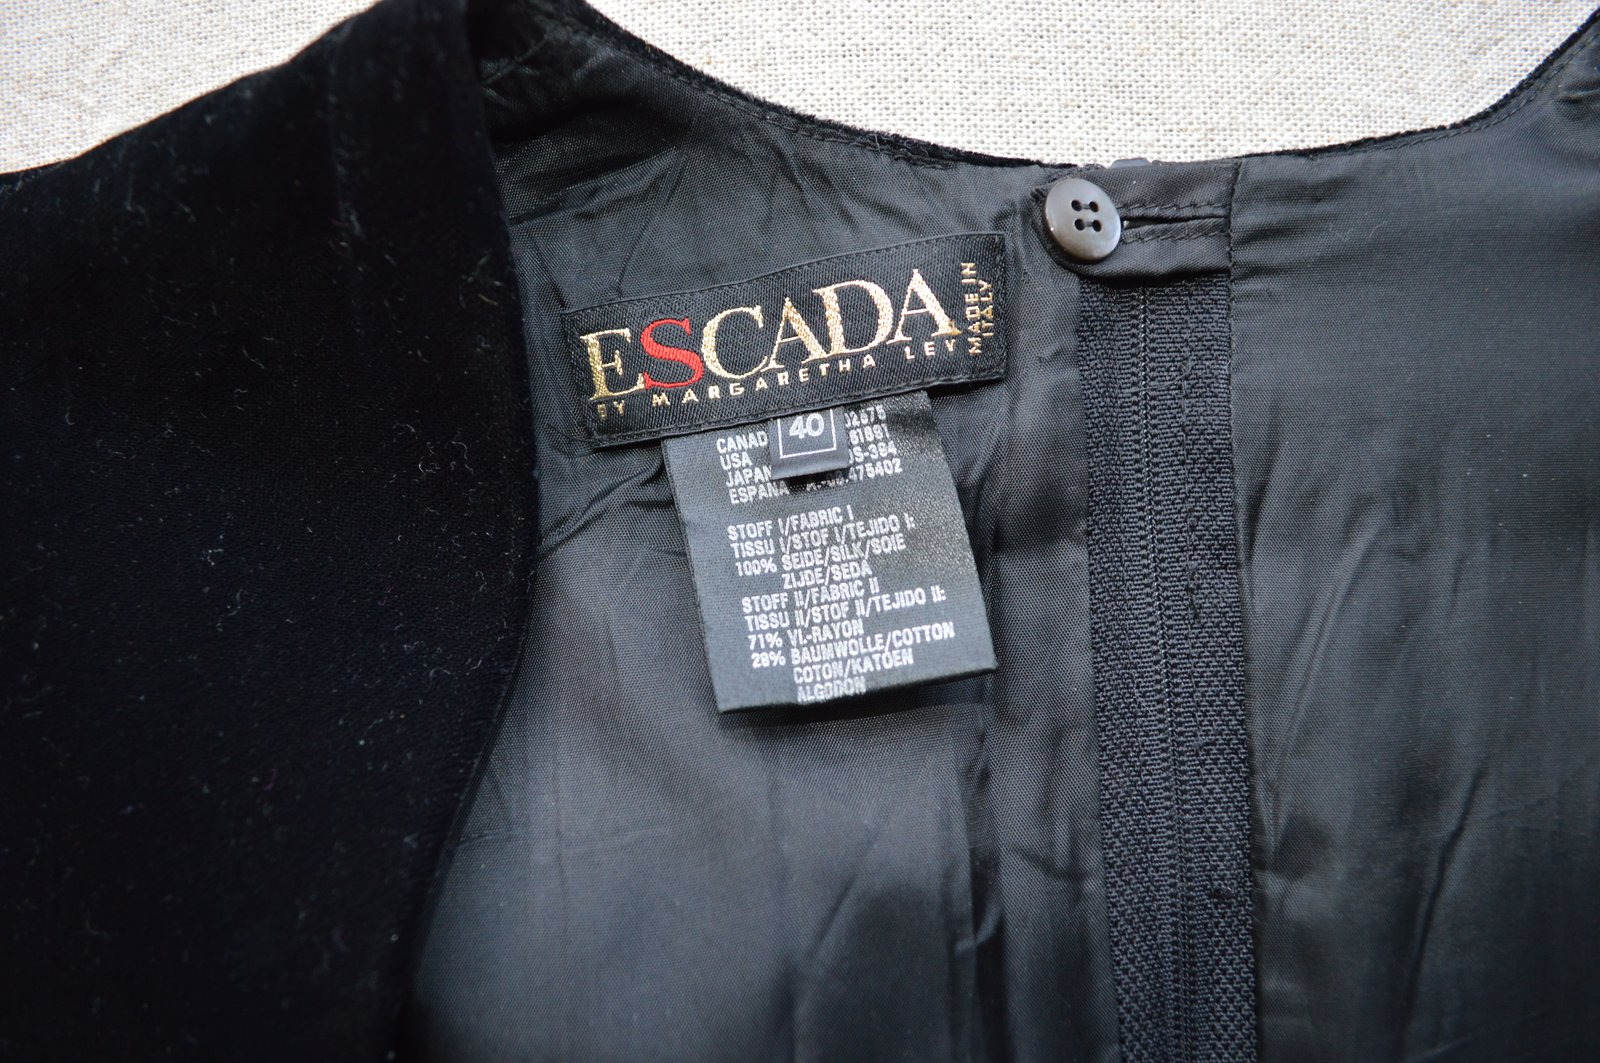 ESCADA
BY MARGARETHA LEY
MADE IN
ITALY
40
CANAD
USA
JAPAN
ESPANA
STOFF I/FABRIC I
TISSU I/STOF I/TEJIDO I:
100% SEIDE/SILK/SOIE
ZIJDE/SEDA
STOFF II/FABRIC II
TISSU II/STOF II/TEJIDO II:
71% VI.-RAYON
29% BAUMWOLLE/COTTON
COTON/KATOEN
ALGODON